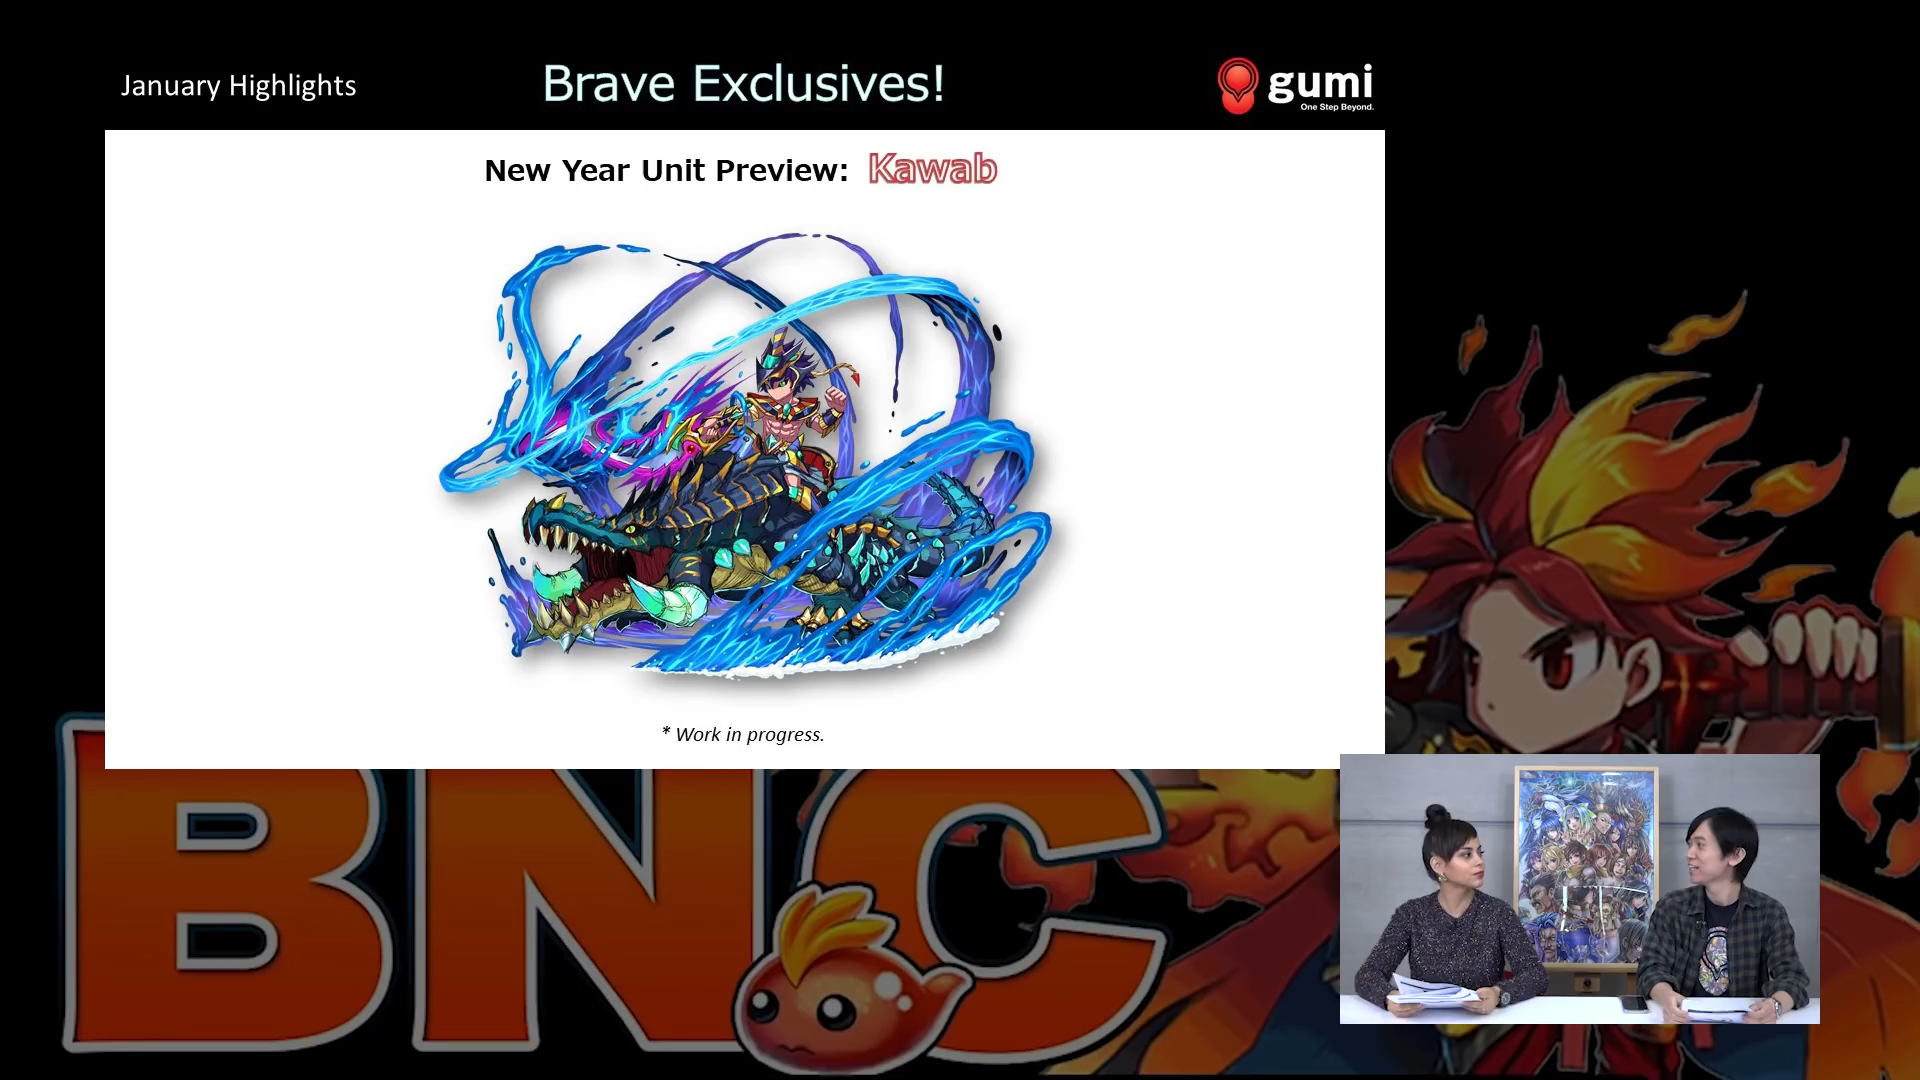 January Highlights
Brave Exclusives!
gumi
One Step Beyond.
New Year Unit Preview: Kawab
* Work in progress.
BNC